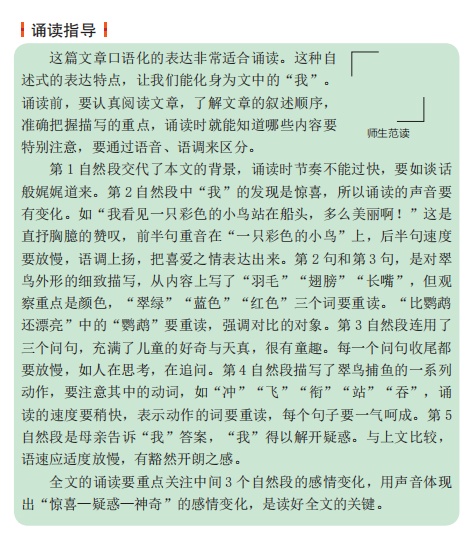 诵读指导
这篇文章口语化的表达非常适合诵读。这种自
述式的表达特点，让我们能化身为文中的“我”。
诵读前，要认真阅读文章，了解文章的叙述顺序，
准确把握描写的重点，诵读时就能知道哪些内容要
特别注意，要通过语音、语调来区分。
师生范读
第 1 自然段交代了本文的背景，诵读时节奏不能过快，要如谈话
般娓娓道来。第 2 自然段中“我”的发现是惊喜，所以诵读的声音要
有变化。如“我看见一只彩色的小鸟站在船头，多么美丽啊！”这是
直抒胸臆的赞叹，前半句重音在“一只彩色的小鸟”上，后半句速度
要放慢，语调上扬，把喜爱之情表达出来。第 2 句和第 3 句，是对翠
鸟外形的细致描写，从内容上写了“羽毛”“翅膀”“长嘴”，但观
察重点是颜色，“翠绿”“蓝色”“红色”三个词要重读。“比鹦鹉
还漂亮”中的“鹦鹉”要重读，强调对比的对象。第 3 自然段连用了
三个问句，充满了儿童的好奇与天真，很有童趣。每一个问句收尾都
要放慢，如人在思考，在追问。第 4 自然段描写了翠鸟捕鱼的一系列
动作，要注意其中的动词，如“冲”“飞”“衔”“站”“吞”，诵
读的速度要稍快，表示动作的词要重读，每个句子要一气呵成。第 5
自然段是母亲告诉“我”答案，“我”得以解开疑惑。与上文比较，
语速应适度放慢，有豁然开朗之感。
全文的诵读要重点关注中间 3 个自然段的感情变化，用声音体现
出“惊喜—疑惑—神奇”的感情变化，是读好全文的关键。